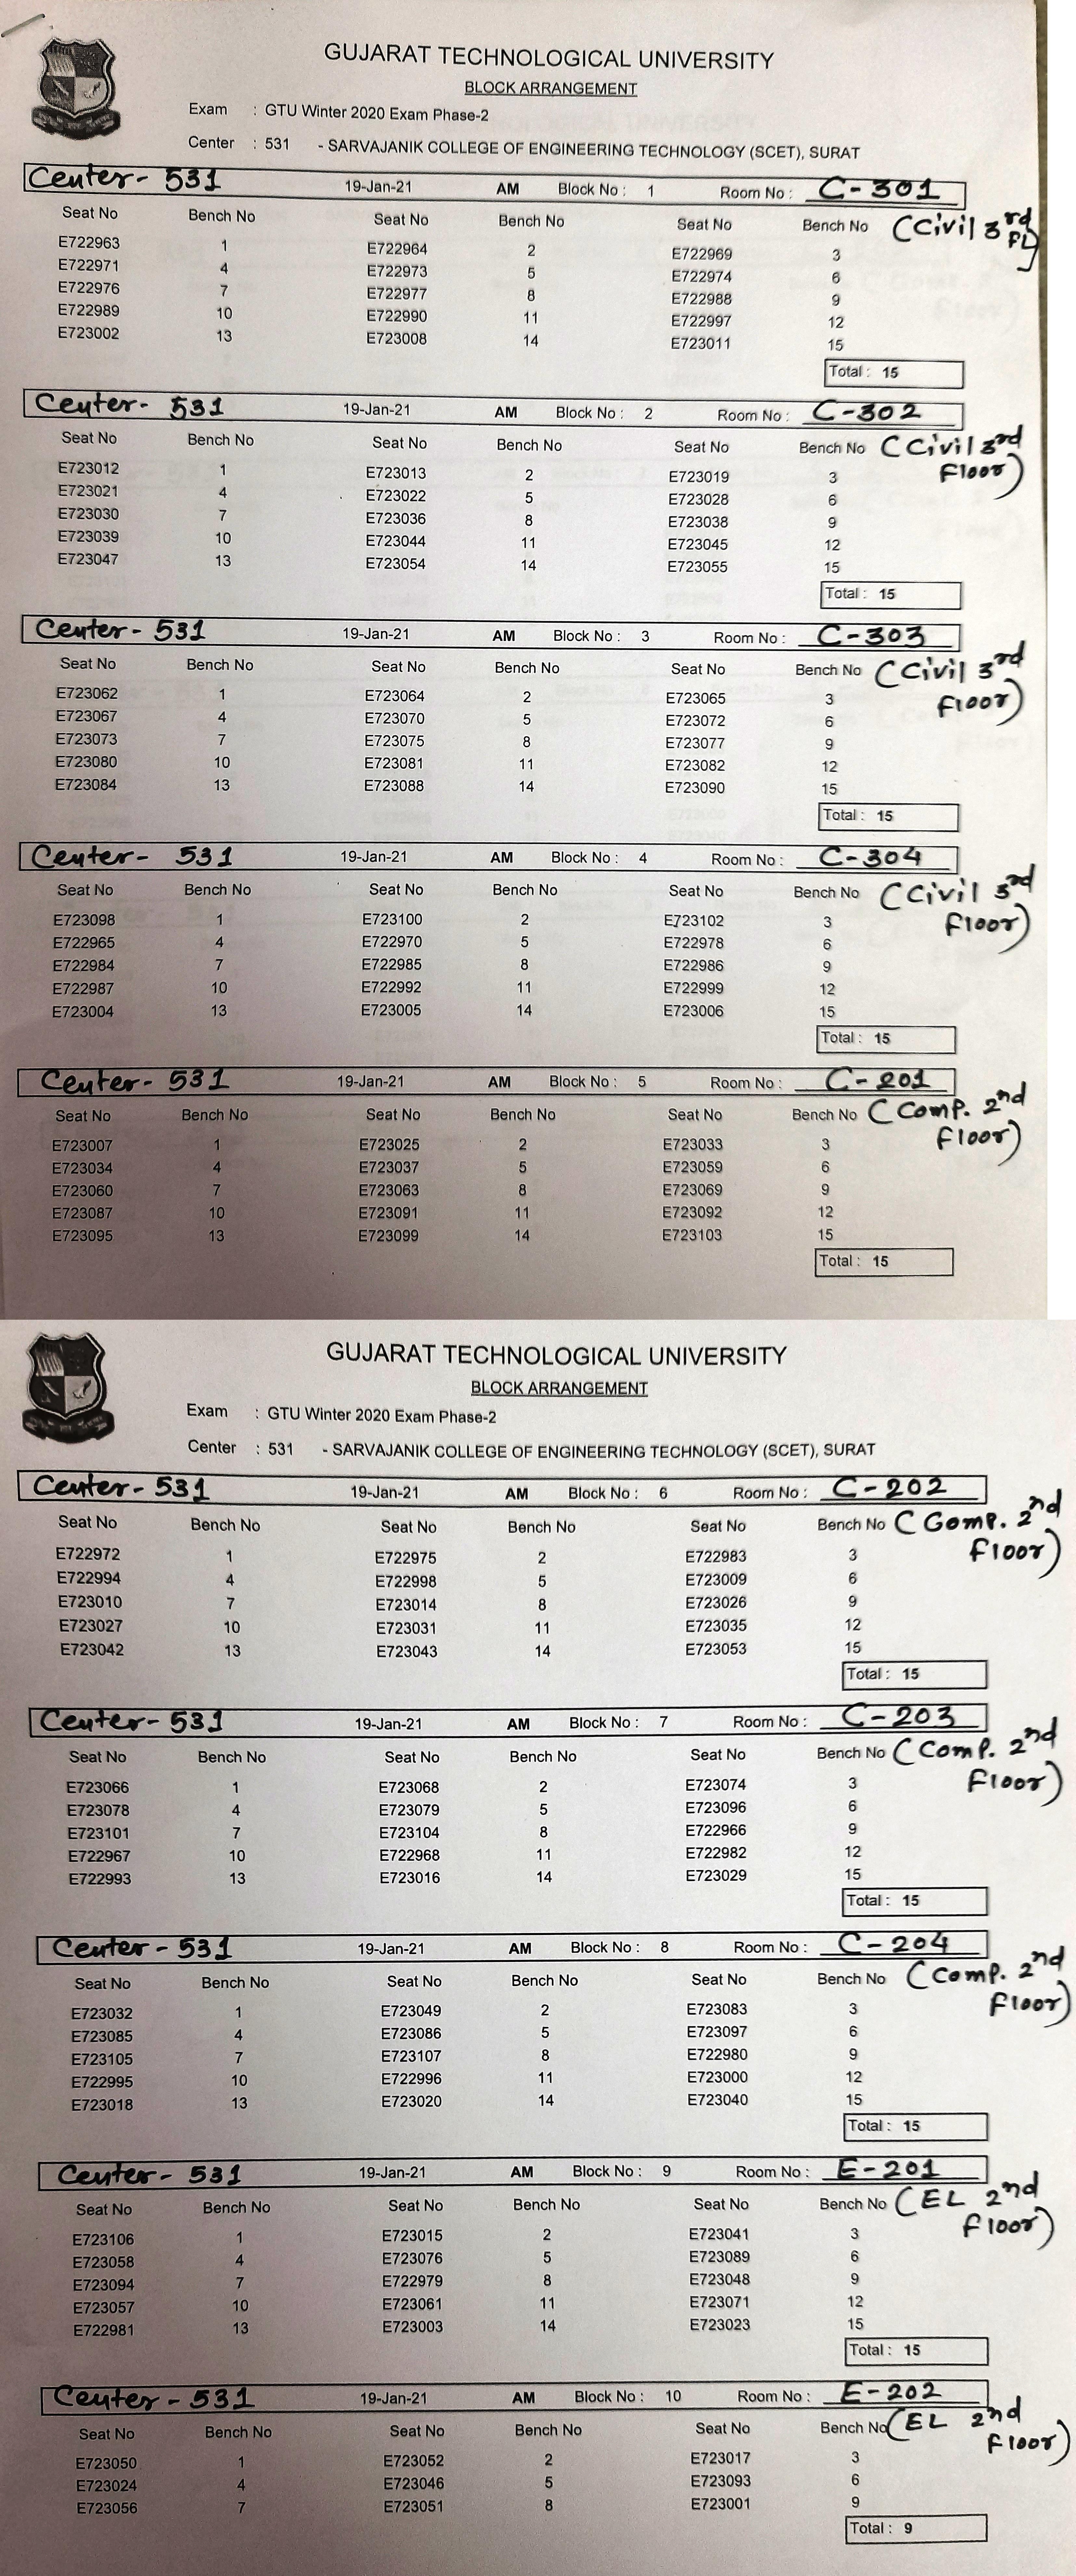 GUJARAT TECHNOLOGICAL UNIVERSITY
BLOCK ARRANGEMENT
Exam : GTU Winter 2020 Exam Phase-2
Center : 531 - SARVAJANIK COLLEGE OF ENGINEERING TECHNOLOGY (SCET), SURAT
Center- 531 19-Jan-21 AM Block No : 1 Room No : C-301
Seat No Bench No Seat No Bench No Seat No Bench No (Civil 3rd FL)
E722963 1 E722964 2 E722969 3
E722971 4 E722973 5 E722974 6
E722976 7 E722977 8 E722988 9
E722989 10 E722990 11 E722997 12
E723002 13 E723008 14 E723011 15
Total : 15
Center- 531 19-Jan-21 AM Block No : 2 Room No : C-302
Seat No Bench No Seat No Bench No Seat No Bench No (Civil 3rd
Floor)
E723012 1 E723013 2 E723019 3
E723021 4 E723022 5 E723028 6
E723030 7 E723036 8 E723038 9
E723039 10 E723044 11 E723045 12
E723047 13 E723054 14 E723055 15
Total : 15
Center- 531 19-Jan-21 AM Block No : 3 Room No : C-303
Seat No Bench No Seat No Bench No Seat No Bench No (Civil 3rd
Floor)
E723062 1 E723064 2 E723065 3
E723067 4 E723070 5 E723072 6
E723073 7 E723075 8 E723077 9
E723080 10 E723081 11 E723082 12
E723084 13 E723088 14 E723090 15
Total : 15
Center- 531 19-Jan-21 AM Block No : 4 Room No : C-304
Seat No Bench No Seat No Bench No Seat No Bench No (Civil 3rd
Floor)
E723098 1 E723100 2 E723102 3
E722965 4 E722970 5 E722978 6
E722984 7 E722985 8 E722986 9
E722987 10 E722992 11 E722999 12
E723004 13 E723005 14 E723006 15
Total : 15
Center- 531 19-Jan-21 AM Block No : 5 Room No : C-201
Seat No Bench No Seat No Bench No Seat No Bench No (Comp. 2nd
Floor)
E723007 1 E723025 2 E723033 3
E723034 4 E723037 5 E723059 6
E723060 7 E723063 8 E723069 9
E723087 10 E723091 11 E723092 12
E723095 13 E723099 14 E723103 15
Total : 15
GUJARAT TECHNOLOGICAL UNIVERSITY
BLOCK ARRANGEMENT
Exam : GTU Winter 2020 Exam Phase-2
Center : 531 - SARVAJANIK COLLEGE OF ENGINEERING TECHNOLOGY (SCET), SURAT
Center- 531 19-Jan-21 AM Block No : 6 Room No : C-202
Seat No Bench No Seat No Bench No Seat No Bench No (Comp. 2nd
Floor)
E722972 1 E722975 2 E722983 3
E722994 4 E722998 5 E723009 6
E723010 7 E723014 8 E723026 9
E723027 10 E723031 11 E723035 12
E723042 13 E723043 14 E723053 15
Total : 15
Center- 531 19-Jan-21 AM Block No : 7 Room No : C-203
Seat No Bench No Seat No Bench No Seat No Bench No (Comp. 2nd
Floor)
E723066 1 E723068 2 E723074 3
E723078 4 E723079 5 E723096 6
E723101 7 E723104 8 E722966 9
E722967 10 E722968 11 E722982 12
E722993 13 E723016 14 E723029 15
Total : 15
Center - 531 19-Jan-21 AM Block No : 8 Room No : C-204
Seat No Bench No Seat No Bench No Seat No Bench No (Comp. 2nd
Floor)
E723032 1 E723049 2 E723083 3
E723085 4 E723086 5 E723097 6
E723105 7 E723107 8 E722980 9
E722995 10 E722996 11 E723000 12
E723018 13 E723020 14 E723040 15
Total : 15
Center- 531 19-Jan-21 AM Block No : 9 Room No : E-201
Seat No Bench No Seat No Bench No Seat No Bench No (EL 2nd
Floor)
E723106 1 E723015 2 E723041 3
E723058 4 E723076 5 E723089 6
E723094 7 E722979 8 E723048 9
E723057 10 E723061 11 E723071 12
E722981 13 E723003 14 E723023 15
Total : 15
Center - 531 19-Jan-21 AM Block No : 10 Room No : E-202
Seat No Bench No Seat No Bench No Seat No Bench No (EL 2nd
Floor)
E723050 1 E723052 2 E723017 3
E723024 4 E723046 5 E723093 6
E723056 7 E723051 8 E723001 9
Total : 9